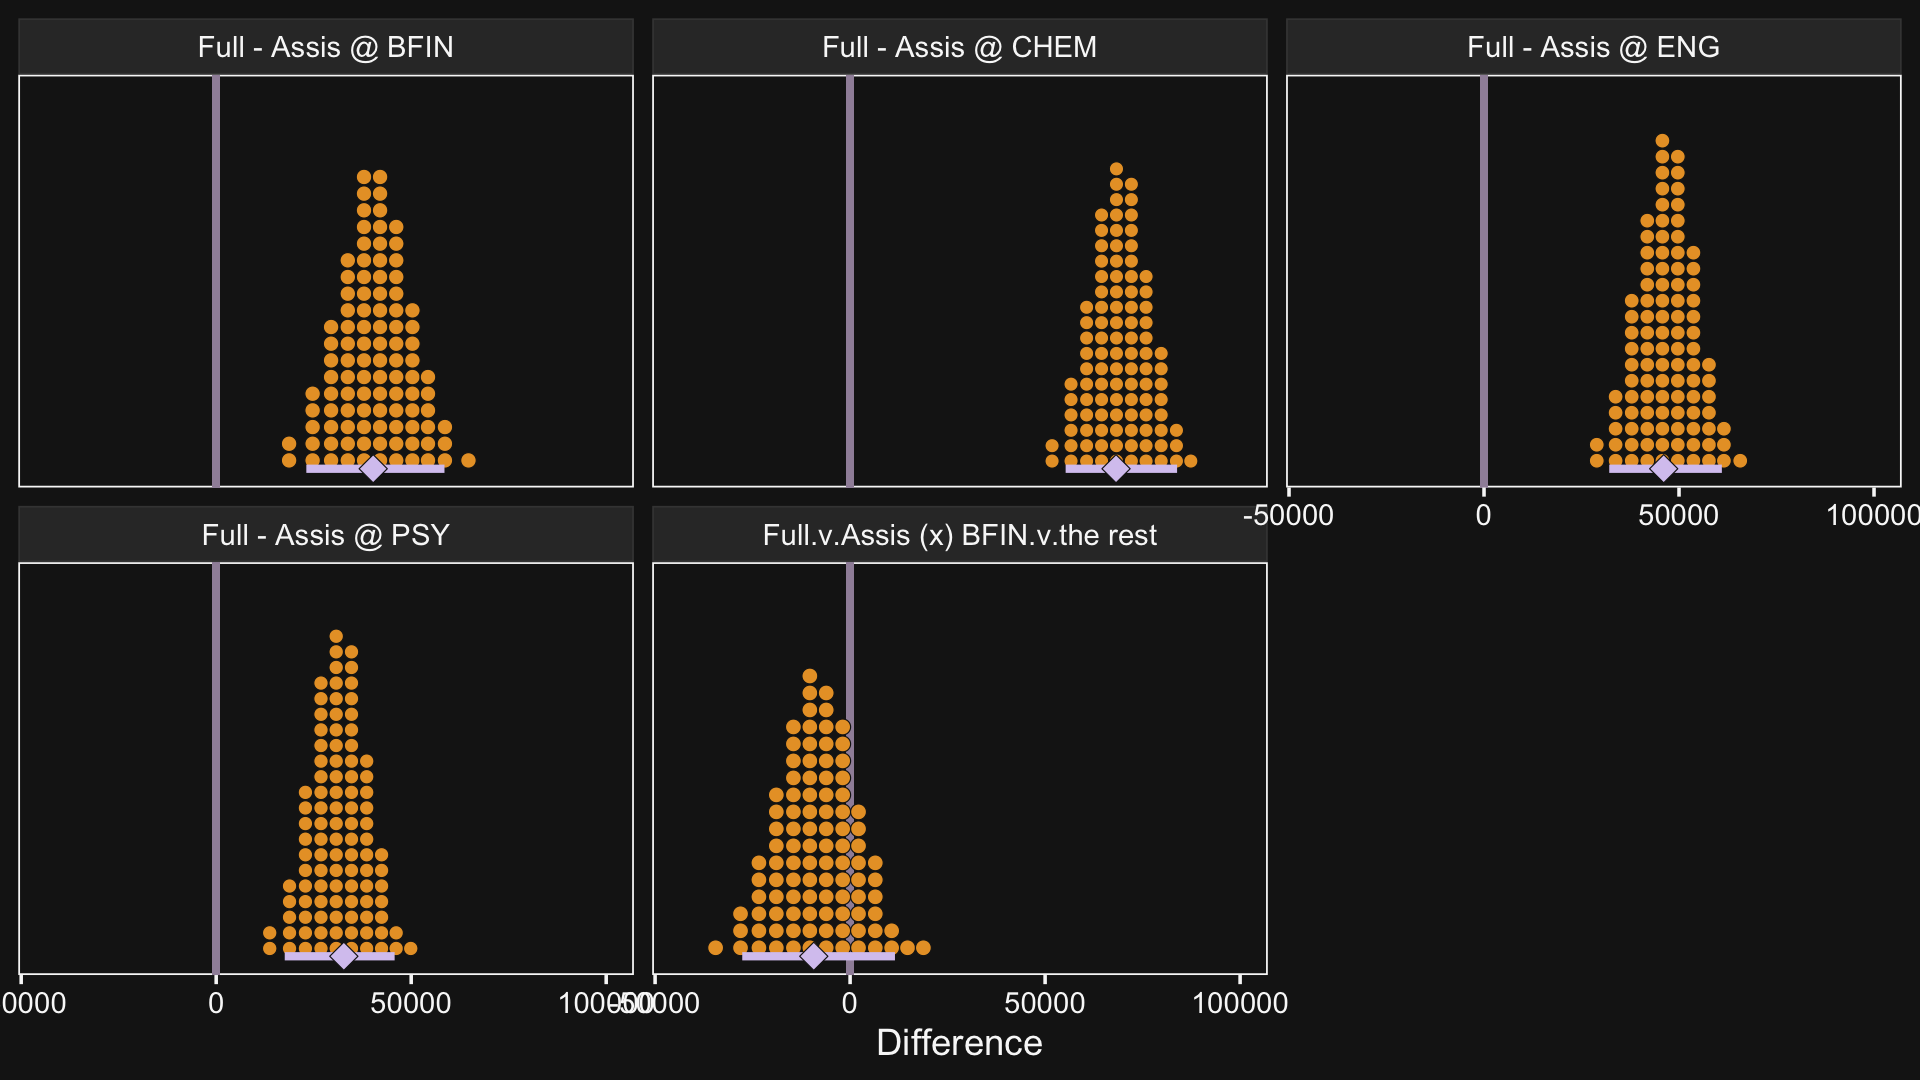 Full - Assis @ BFIN
Full - Assis @ CHEM
Full - Assis @ ENG
-50000 0 50000 100000
Full - Assis @ PSY
Full.v.Assis (x) BFIN.v.the rest
0000 0 50000
0 50000 100000
Difference